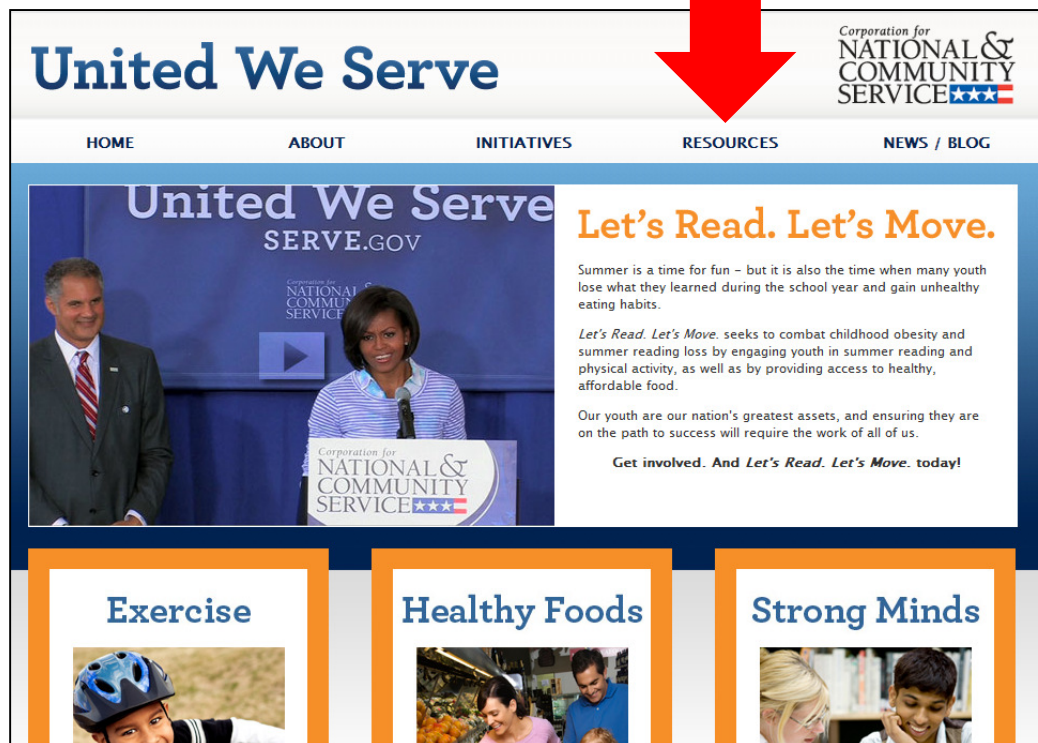 United We Serve
Corporation for
NATIONAL &
COMMUNITY
SERVICE
HOME ABOUT INITIATIVES RESOURCES NEWS / BLOG
United We Serve
SERVE.GOV
Corporation for
NATIONAL
COMMUN
SERVICE
Corporation for
NATIONAL &
COMMUNITY
SERVICE
Let's Read. Let's Move.
Summer is a time for fun – but it is also the time when many youth
lose what they learned during the school year and gain unhealthy
eating habits.
Let's Read. Let's Move. seeks to combat childhood obesity and
summer reading loss by engaging youth in summer reading and
physical activity, as well as by providing access to healthy,
affordable food.
Our youth are our nation's greatest assets, and ensuring they are
on the path to success will require the work of all of us.
Get involved. And Let's Read. Let's Move. today!
Exercise
Healthy Foods
Strong Minds